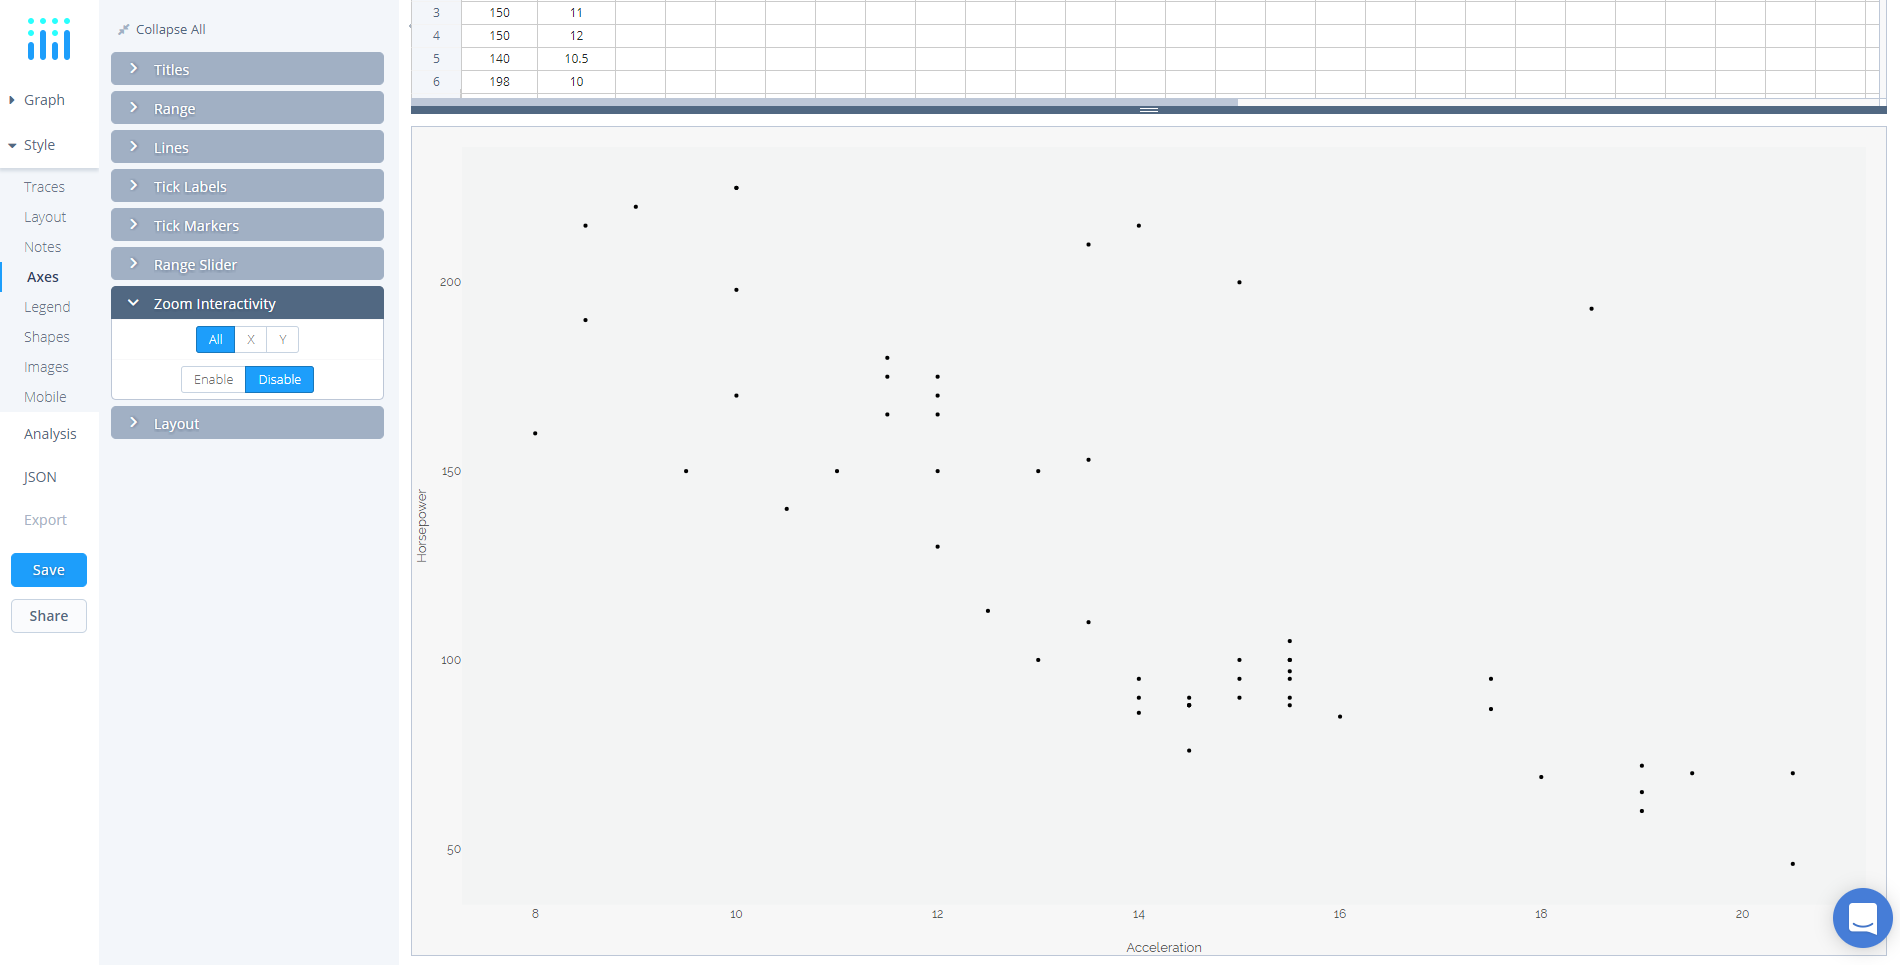 Graph
Style
Traces
Layout
Notes
Axes
Legend
Shapes
Images
Mobile
Analysis
JSON
Export
Save
Share
Collapse All
Titles
Range
Lines
Tick Labels
Tick Markers
Range Slider
Zoom Interactivity
All X Y
Enable Disable
Layout
3 150 11
4 150 12
5 140 10.5
6 198 10
Horsepower
200
150
100
50
8 10 12 14 16 18 20
Acceleration